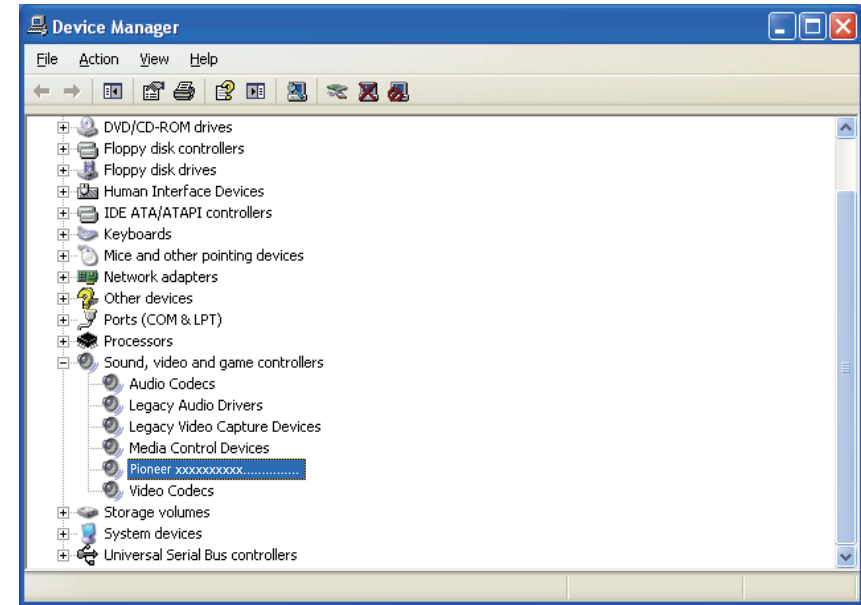 Device Manager
File Action View Help
DVD/CD-ROM drives
Floppy disk controllers
Floppy disk drives
Human Interface Devices
IDE ATA/ATAPI controllers
Keyboards
Mice and other pointing devices
Network adapters
Other devices
Ports (COM & LPT)
Processors
Sound, video and game controllers
Audio Codecs
Legacy Audio Drivers
Legacy Video Capture Devices
Media Control Devices
Pioneer xxxxxxxxxx...............
Video Codecs
Storage volumes
System devices
Universal Serial Bus controllers